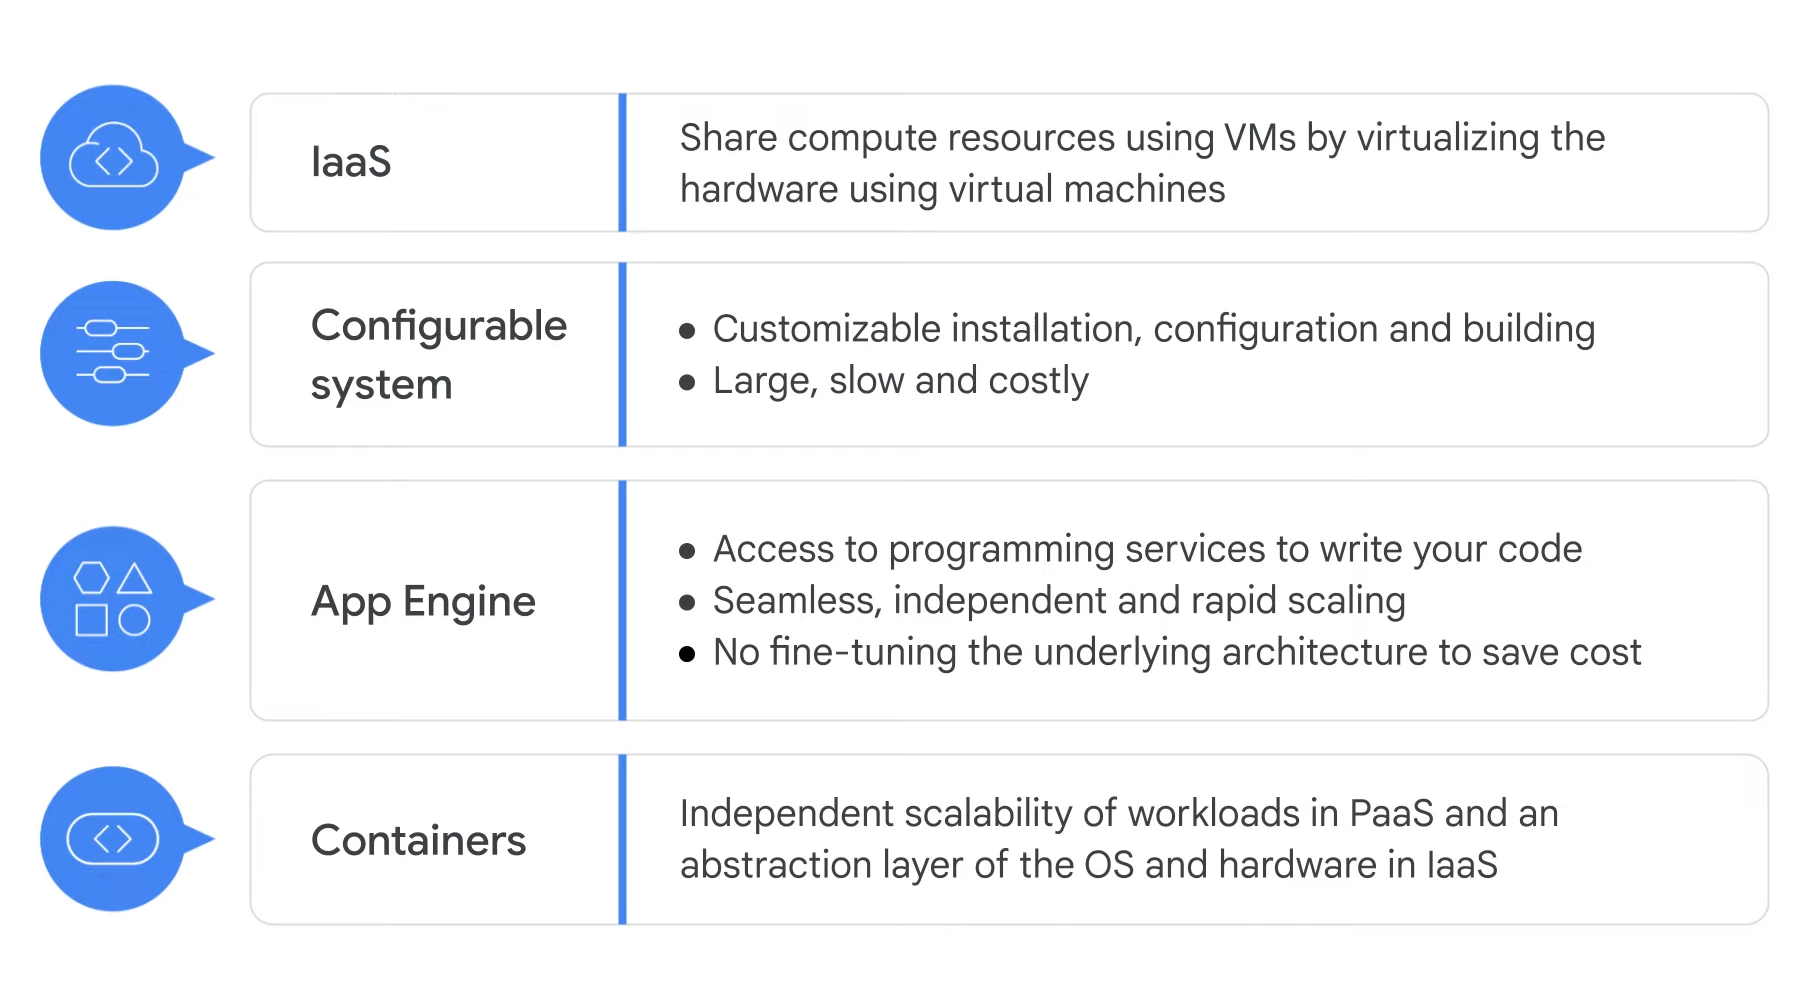 IaaS
Share compute resources using VMs by virtualizing the
hardware using virtual machines
Configurable
system
● Customizable installation, configuration and building
● Large, slow and costly
App Engine
● Access to programming services to write your code
● Seamless, independent and rapid scaling
● No fine-tuning the underlying architecture to save cost
Containers
Independent scalability of workloads in PaaS and an
abstraction layer of the OS and hardware in IaaS